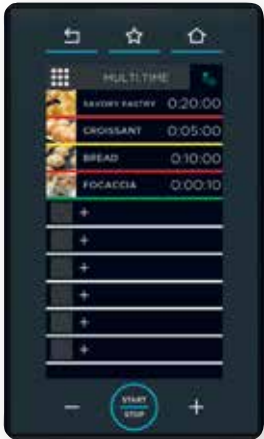 MULTI.TIME
SAVORY PASTRY 0:20:00
CROISSANT 0:05:00
BREAD 0:10:00
FOCACCIA 0:00:10
+
+
+
+
+
+
START
STOP
− +